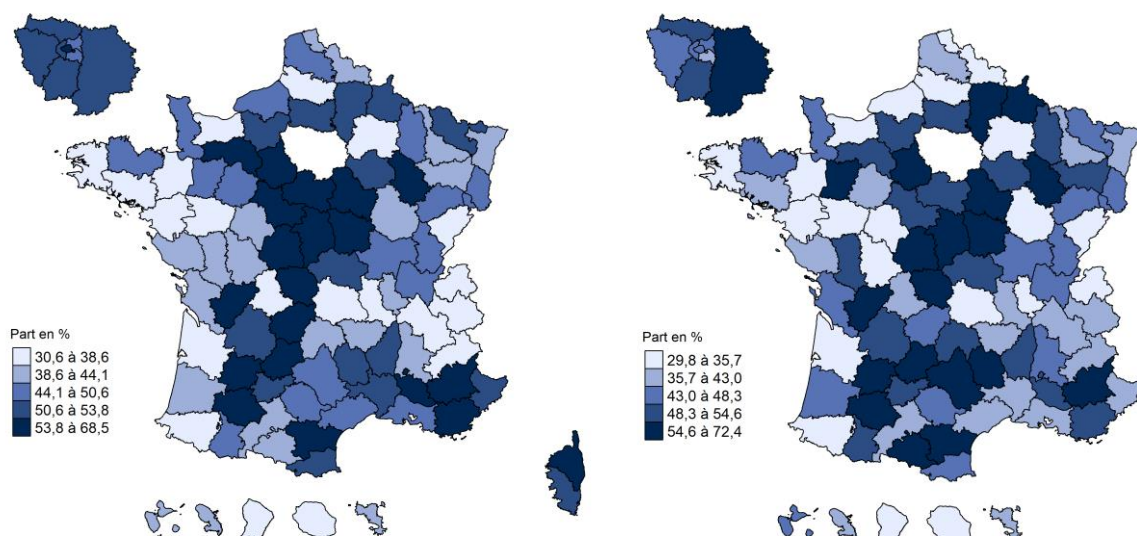 Part en %
30,6 à 38,6
38,6 à 44,1
44,1 à 50,6
50,6 à 53,8
53,8 à 68,5
Part en %
29,8 à 35,7
35,7 à 43,0
43,0 à 48,3
48,3 à 54,6
54,6 à 72,4